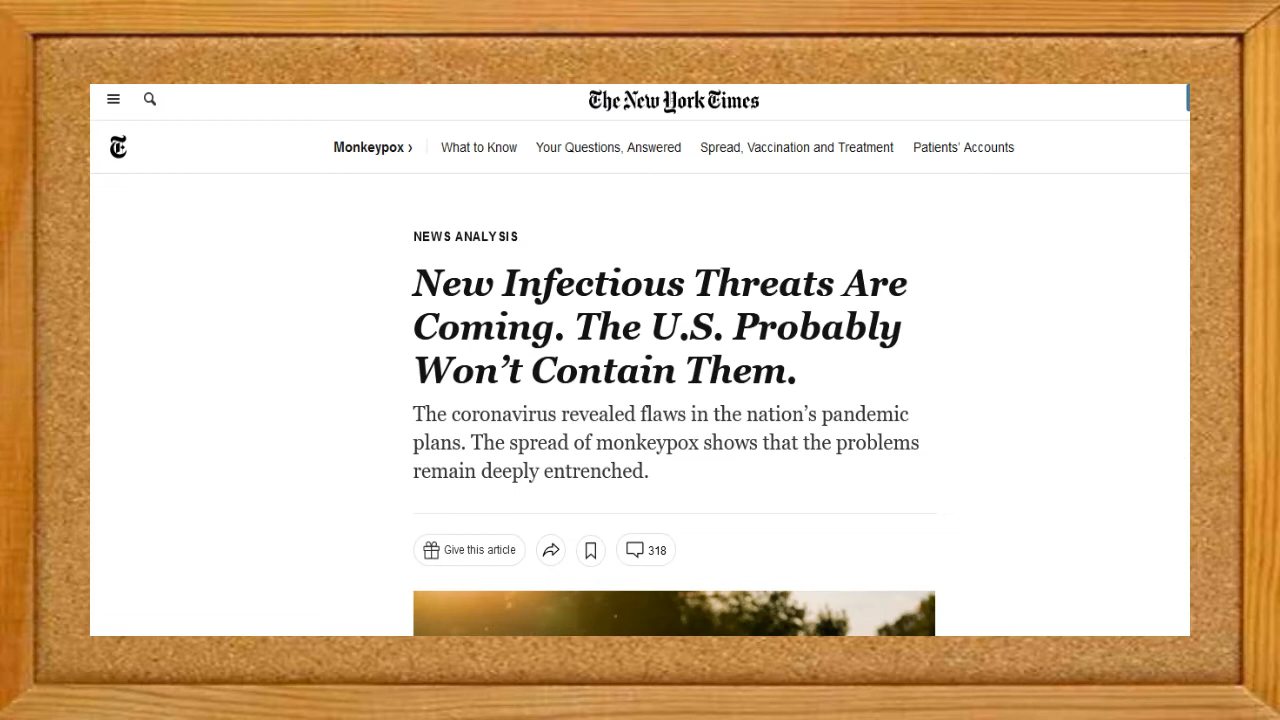 The New York Times
Monkeypox › What to Know Your Questions, Answered Spread, Vaccination and Treatment Patients’ Accounts
NEWS ANALYSIS
New Infectious Threats Are
Coming. The U.S. Probably
Won’t Contain Them.
The coronavirus revealed flaws in the nation’s pandemic
plans. The spread of monkeypox shows that the problems
remain deeply entrenched.
Give this article 318